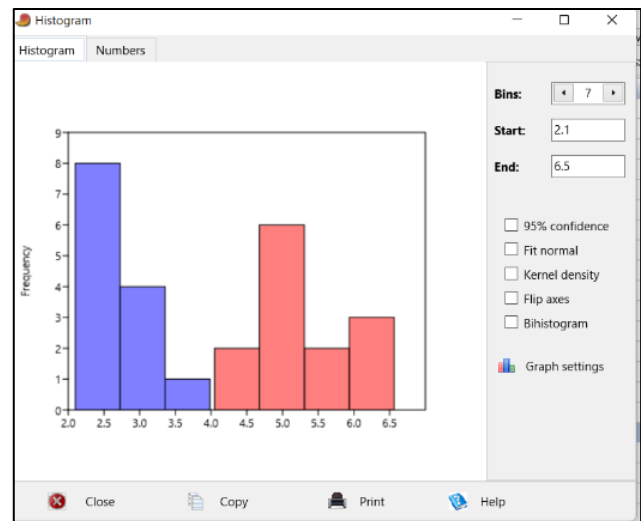 Histogram
Histogram Numbers
Bins: 7
Start: 2.1
End: 6.5
9
8
7
6
5
4
3
2
1
0
Frequency
2.0 2.5 3.0 3.5 4.0 4.5 5.0 5.5 6.0 6.5
95% confidence
Fit normal
Kernel density
Flip axes
Bihistogram
Graph settings
Close Copy Print Help